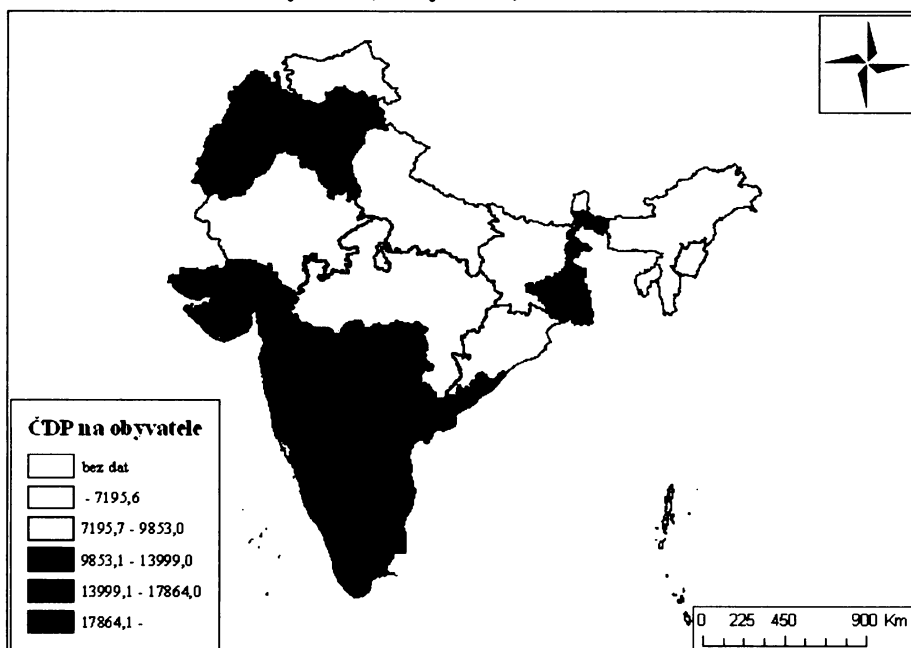 ČDP na obyvatele
bez dat
- 7195,6
7195,7 - 9853,0
9853,1 - 13999,0
13999,1 - 17864,0
17864,1 -
0 225 450 900 Km